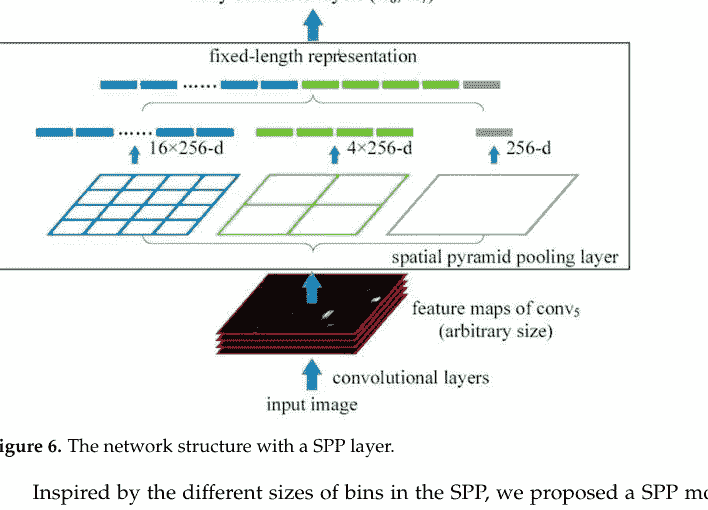 fixed-length representation
......
......
16×256-d
4×256-d
256-d
spatial pyramid pooling layer
feature maps of conv5
(arbitrary size)
convolutional layers
input image
igure 6. The network structure with a SPP layer.
Inspired by the different sizes of bins in the SPP, we proposed a SPP mo